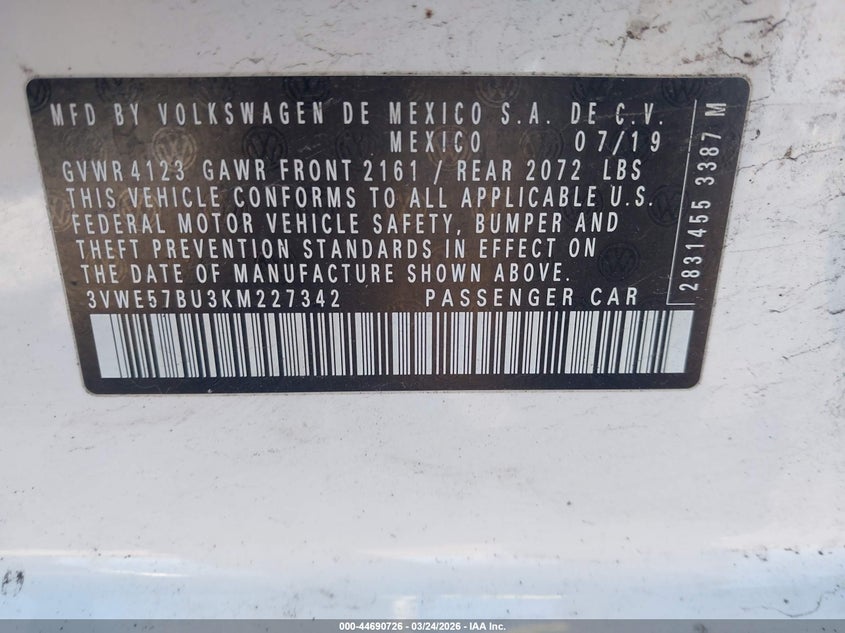 MFD BY VOLKSWAGEN DE MEXICO S.A. DE C.V.
MEXICO 07/19
GVWR 4123 GAWR FRONT 2161 / REAR 2072 LBS
THIS VEHICLE CONFORMS TO ALL APPLICABLE U.S.
FEDERAL MOTOR VEHICLE SAFETY, BUMPER AND
THEFT PREVENTION STANDARDS IN EFFECT ON
THE DATE OF MANUFACTURE SHOWN ABOVE.
3VWE57BU3KM227342 PASSENGER CAR
2831455 3387 M
000-44690726 - 03/24/2026 - IAA Inc.